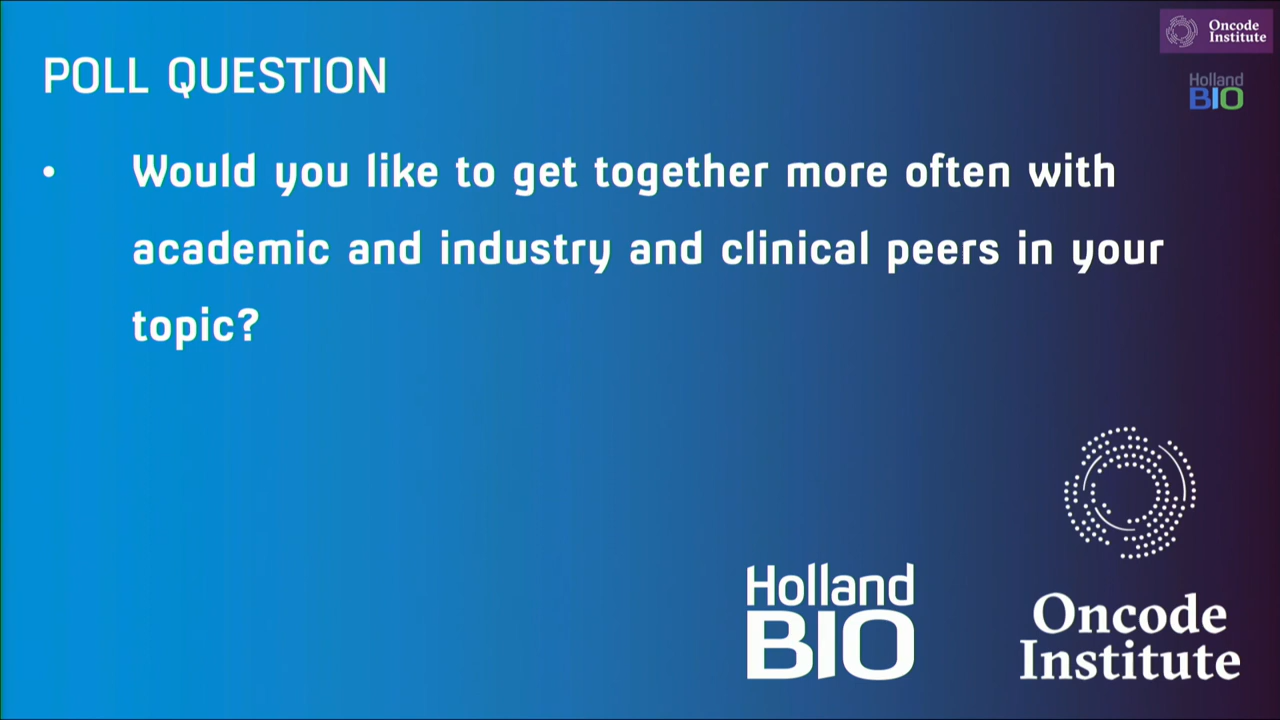 Oncode
Institute
Holland
BIO
POLL QUESTION
• Would you like to get together more often with
academic and industry and clinical peers in your
topic?
Holland
BIO
Oncode
Institute